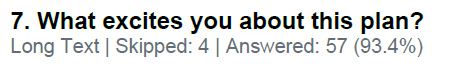 7. What excites you about this plan?
Long Text | Skipped: 4 | Answered: 57 (93.4%)